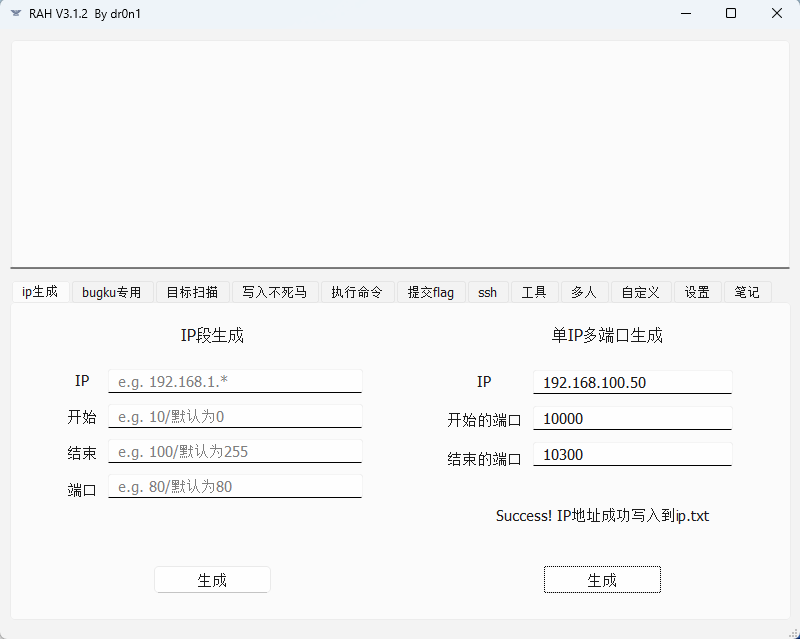 RAH V3.1.2 By dr0n1
ip生成 bugku专用 目标扫描 写入不死马 执行命令 提交flag ssh 工具 多人 自定义 设置 笔记
IP段生成
IP e.g. 192.168.1.*
开始 e.g. 10/默认为0
结束 e.g. 100/默认为255
端口 e.g. 80/默认为80
生成
单IP多端口生成
IP 192.168.100.50
开始的端口 10000
结束的端口 10300
Success! IP地址成功写入到ip.txt
生成